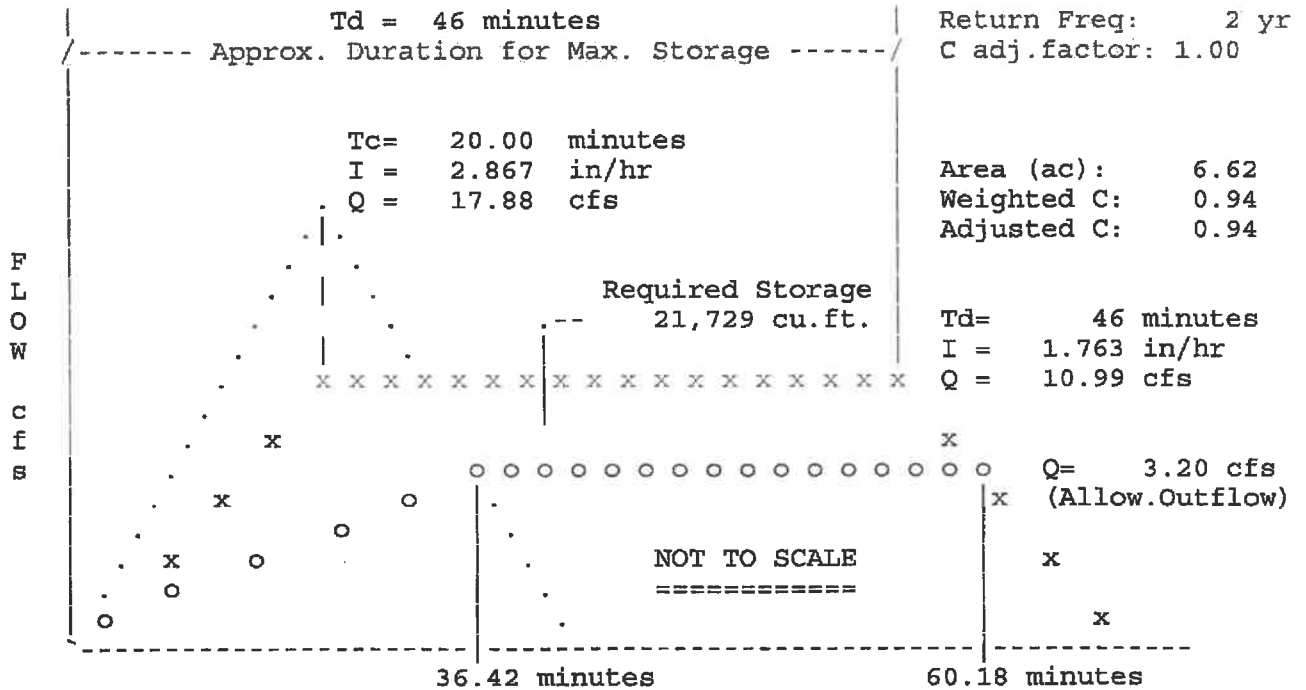 Td = 46 minutes
------- Approx. Duration for Max. Storage ------
Return Freq: 2 yr
C adj.factor: 1.00
Tc= 20.00 minutes
I = 2.867 in/hr
Q = 17.88 cfs
Area (ac): 6.62
Weighted C: 0.94
Adjusted C: 0.94
FLOW cfs
Required Storage
21,729 cu.ft.
Td= 46 minutes
I = 1.763 in/hr
Q = 10.99 cfs
x x x x x x x x x x x x x x x x x x
x x
o o o o o o o o o o o o o o o o
Q= 3.20 cfs
x o x (Allow.Outflow)
o
x o NOT TO SCALE x
o ============
o x
36.42 minutes 60.18 minutes